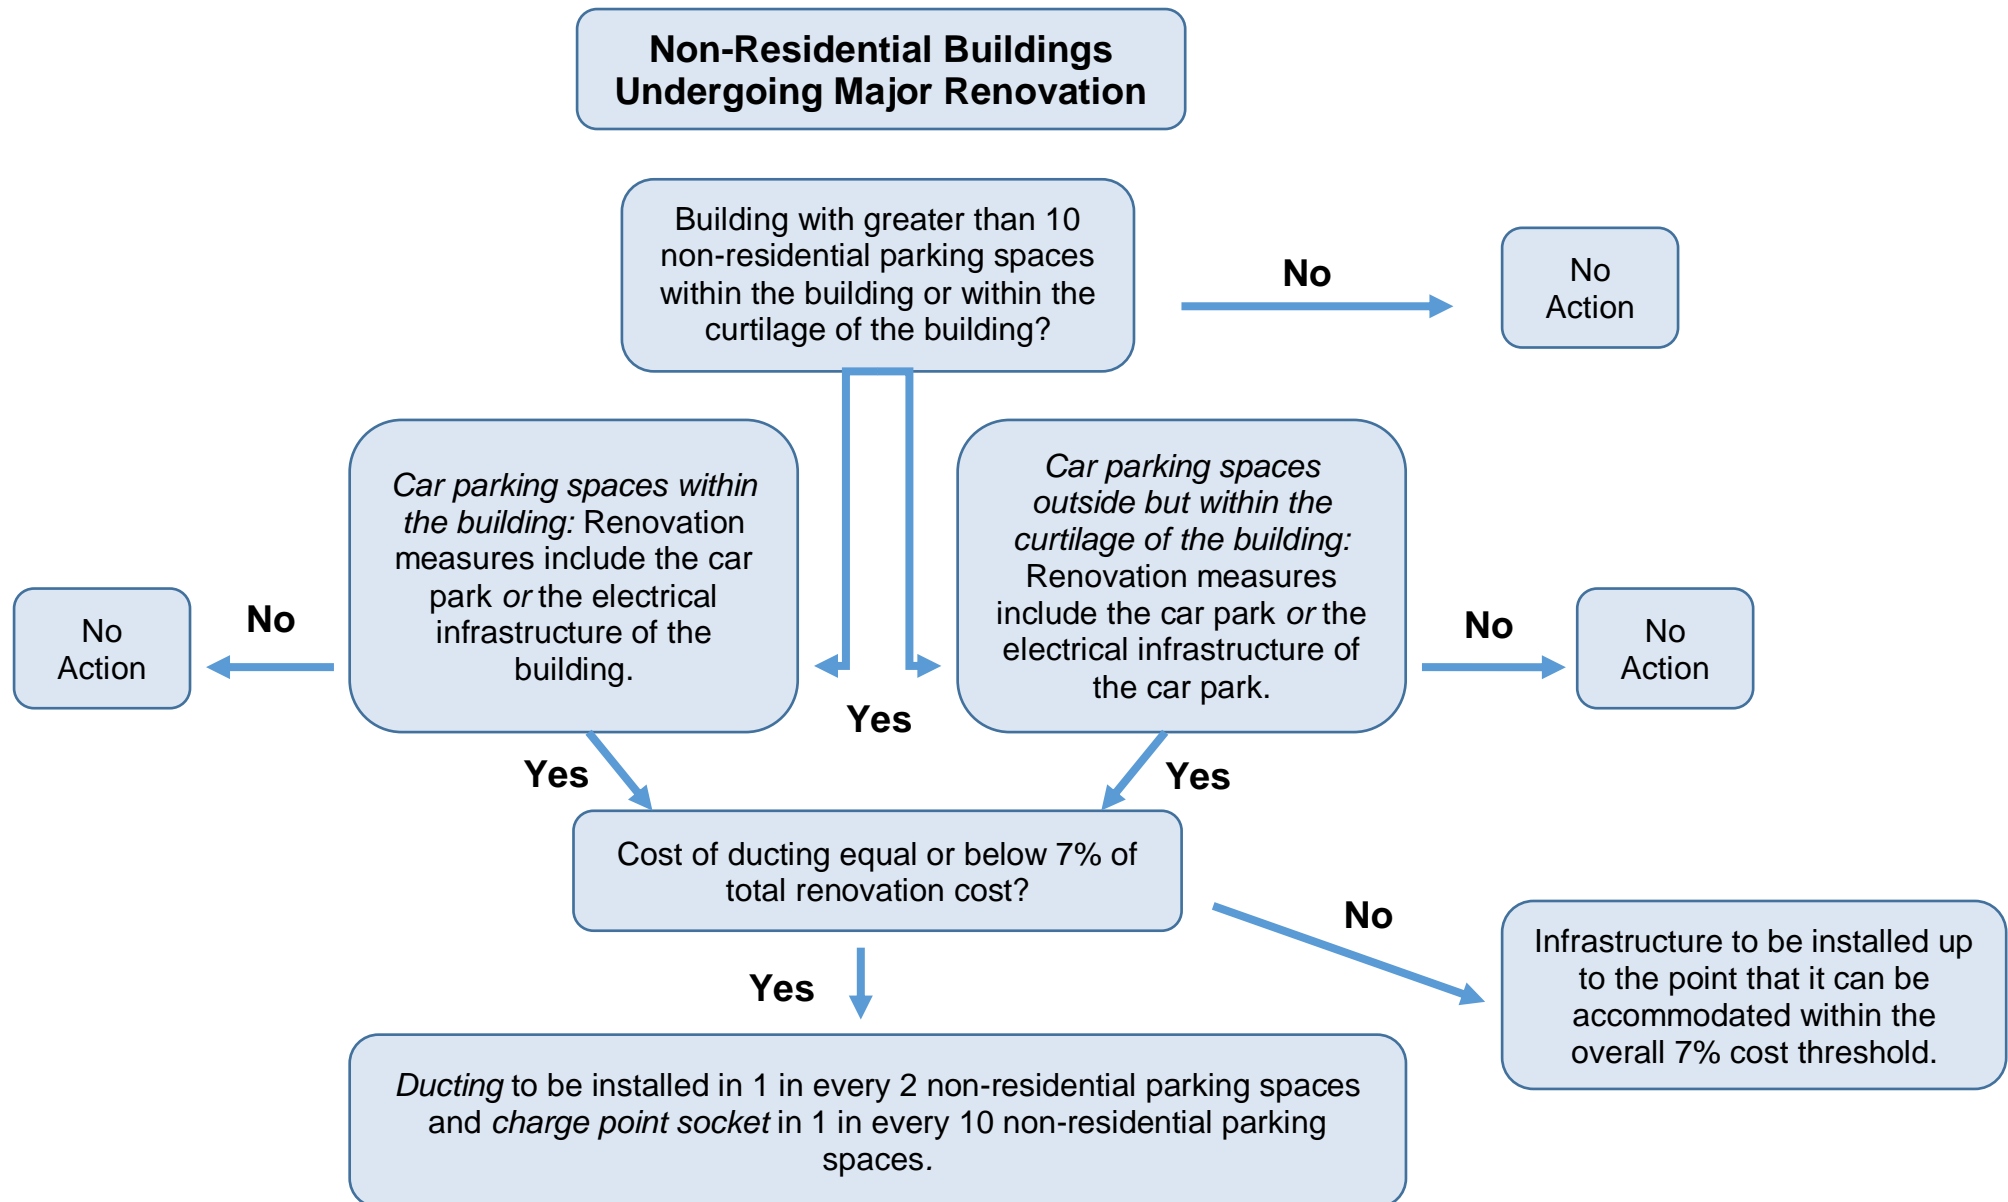 Non-Residential Buildings
Undergoing Major Renovation
Building with greater than 10
non-residential parking spaces
within the building or within the
curtilage of the building?
No
No
Action
Car parking spaces within
the building: Renovation
measures include the car
park or the electrical
infrastructure of the
building.
Car parking spaces
outside but within the
curtilage of the building:
Renovation measures
include the car park or the
electrical infrastructure of
the car park.
No
Action
No
No
No
Action
Yes
Yes
Yes
Cost of ducting equal or below 7% of
total renovation cost?
No
Infrastructure to be installed up
to the point that it can be
accommodated within the
overall 7% cost threshold.
Yes
Ducting to be installed in 1 in every 2 non-residential parking spaces
and charge point socket in 1 in every 10 non-residential parking
spaces.